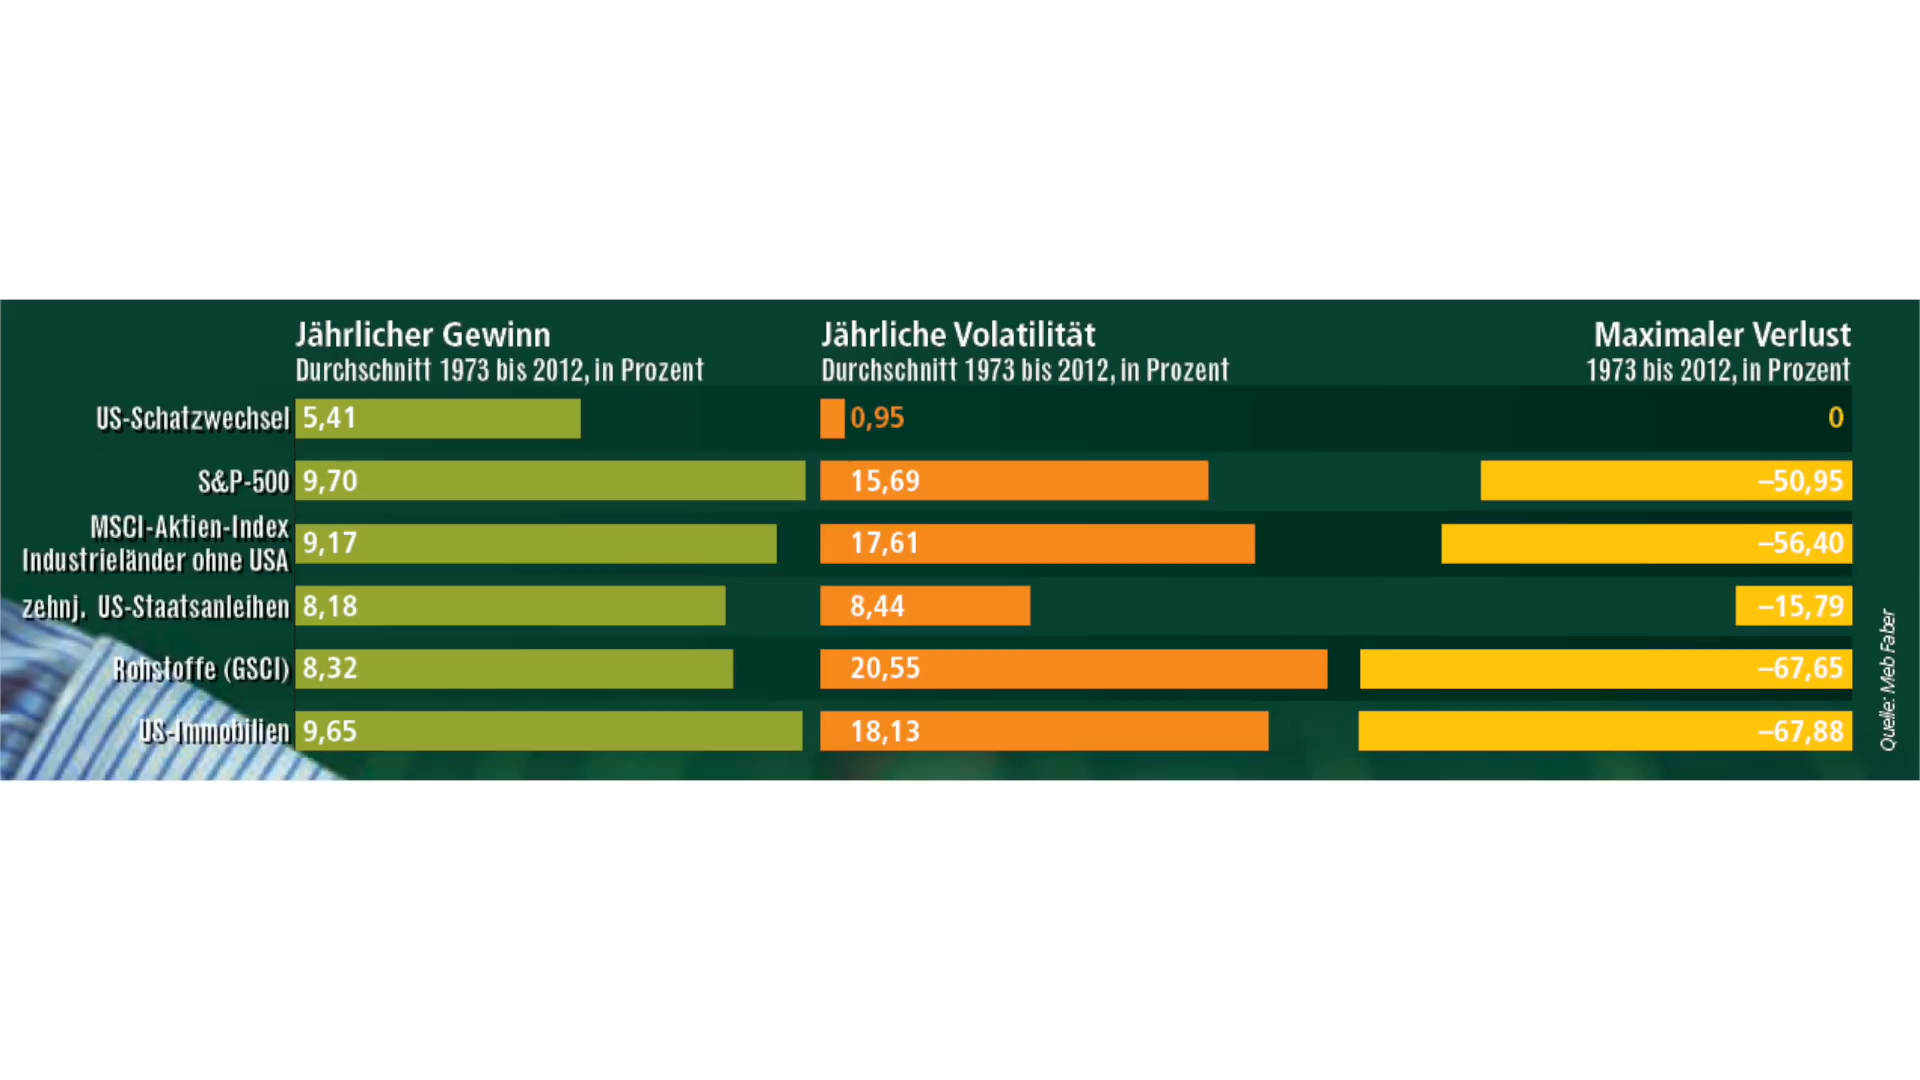 Jährlicher Gewinn
Durchschnitt 1973 bis 2012, in Prozent
Jährliche Volatilität
Durchschnitt 1973 bis 2012, in Prozent
Maximaler Verlust
1973 bis 2012, in Prozent
US-Schatzwechsel 5,41 0,95 0
S&P-500 9,70 15,69 –50,95
MSCI-Aktien-Index
Industrieländer ohne USA 9,17 17,61 –56,40
zehnj. US-Staatsanleihen 8,18 8,44 –15,79
Rohstoffe (GSCI) 8,32 20,55 –67,65
US-Immobilien 9,65 18,13 –67,88
Quelle: Meb Faber